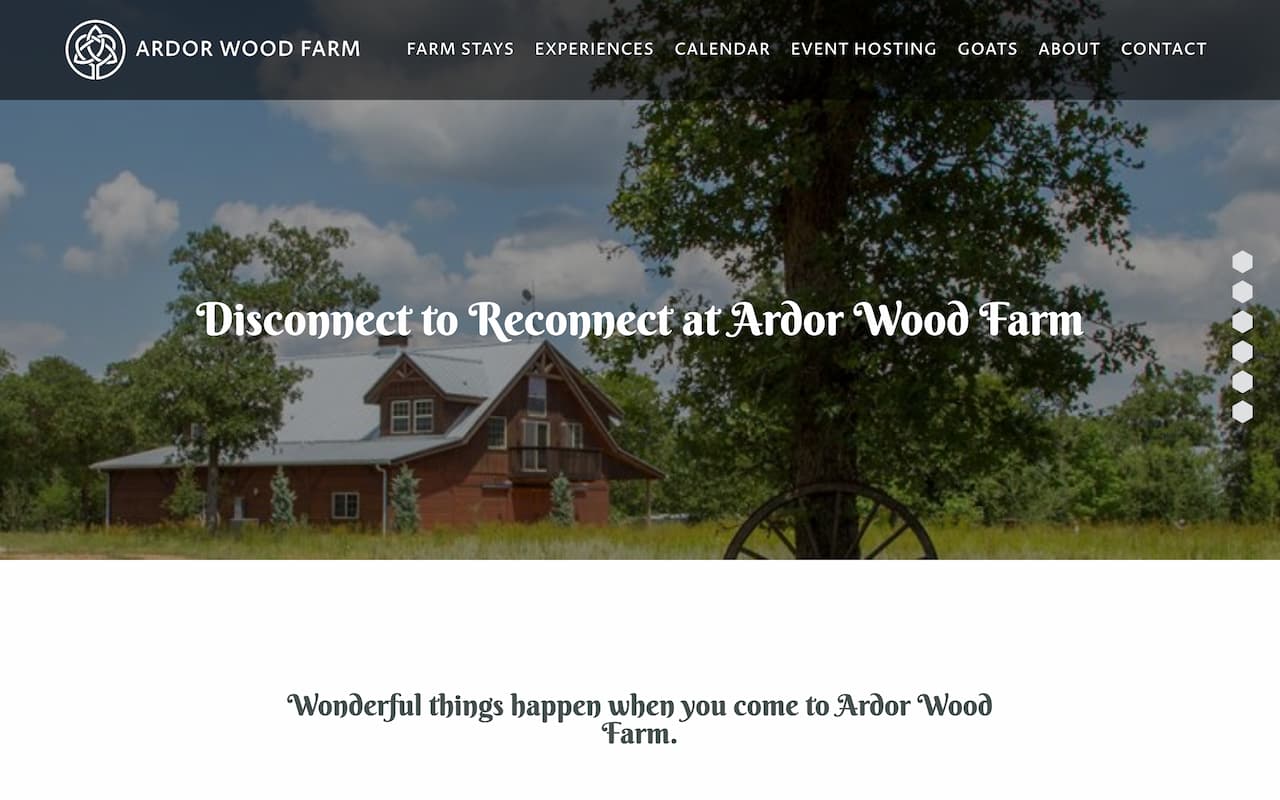 ARDOR WOOD FARM FARM STAYS EXPERIENCES CALENDAR EVENT HOSTING GOATS ABOUT CONTACT
Disconnect to Reconnect at Ardor Wood Farm
Wonderful things happen when you come to Ardor Wood
Farm.